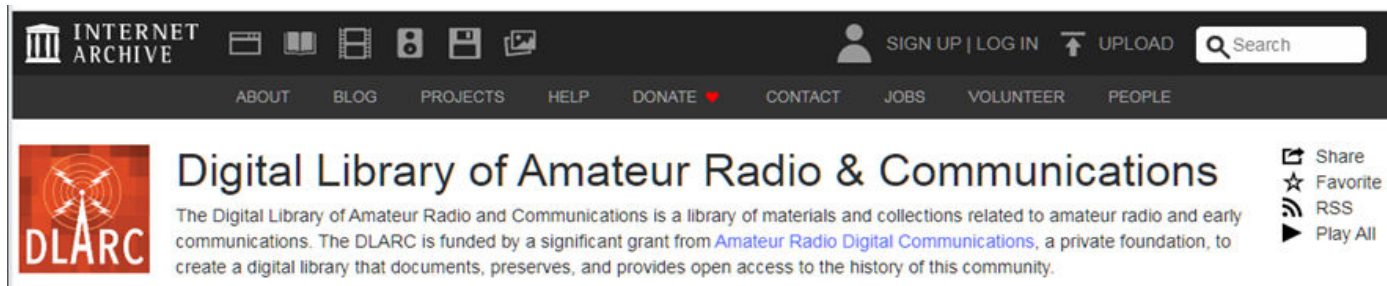 INTERNET
ARCHIVE
SIGN UP | LOG IN
UPLOAD
Search
ABOUT
BLOG
PROJECTS
HELP
DONATE
CONTACT
JOBS
VOLUNTEER
PEOPLE
DLARC
Digital Library of Amateur Radio & Communications
The Digital Library of Amateur Radio and Communications is a library of materials and collections related to amateur radio and early
communications. The DLARC is funded by a significant grant from Amateur Radio Digital Communications, a private foundation, to
create a digital library that documents, preserves, and provides open access to the history of this community.
Share
Favorite
RSS
Play All